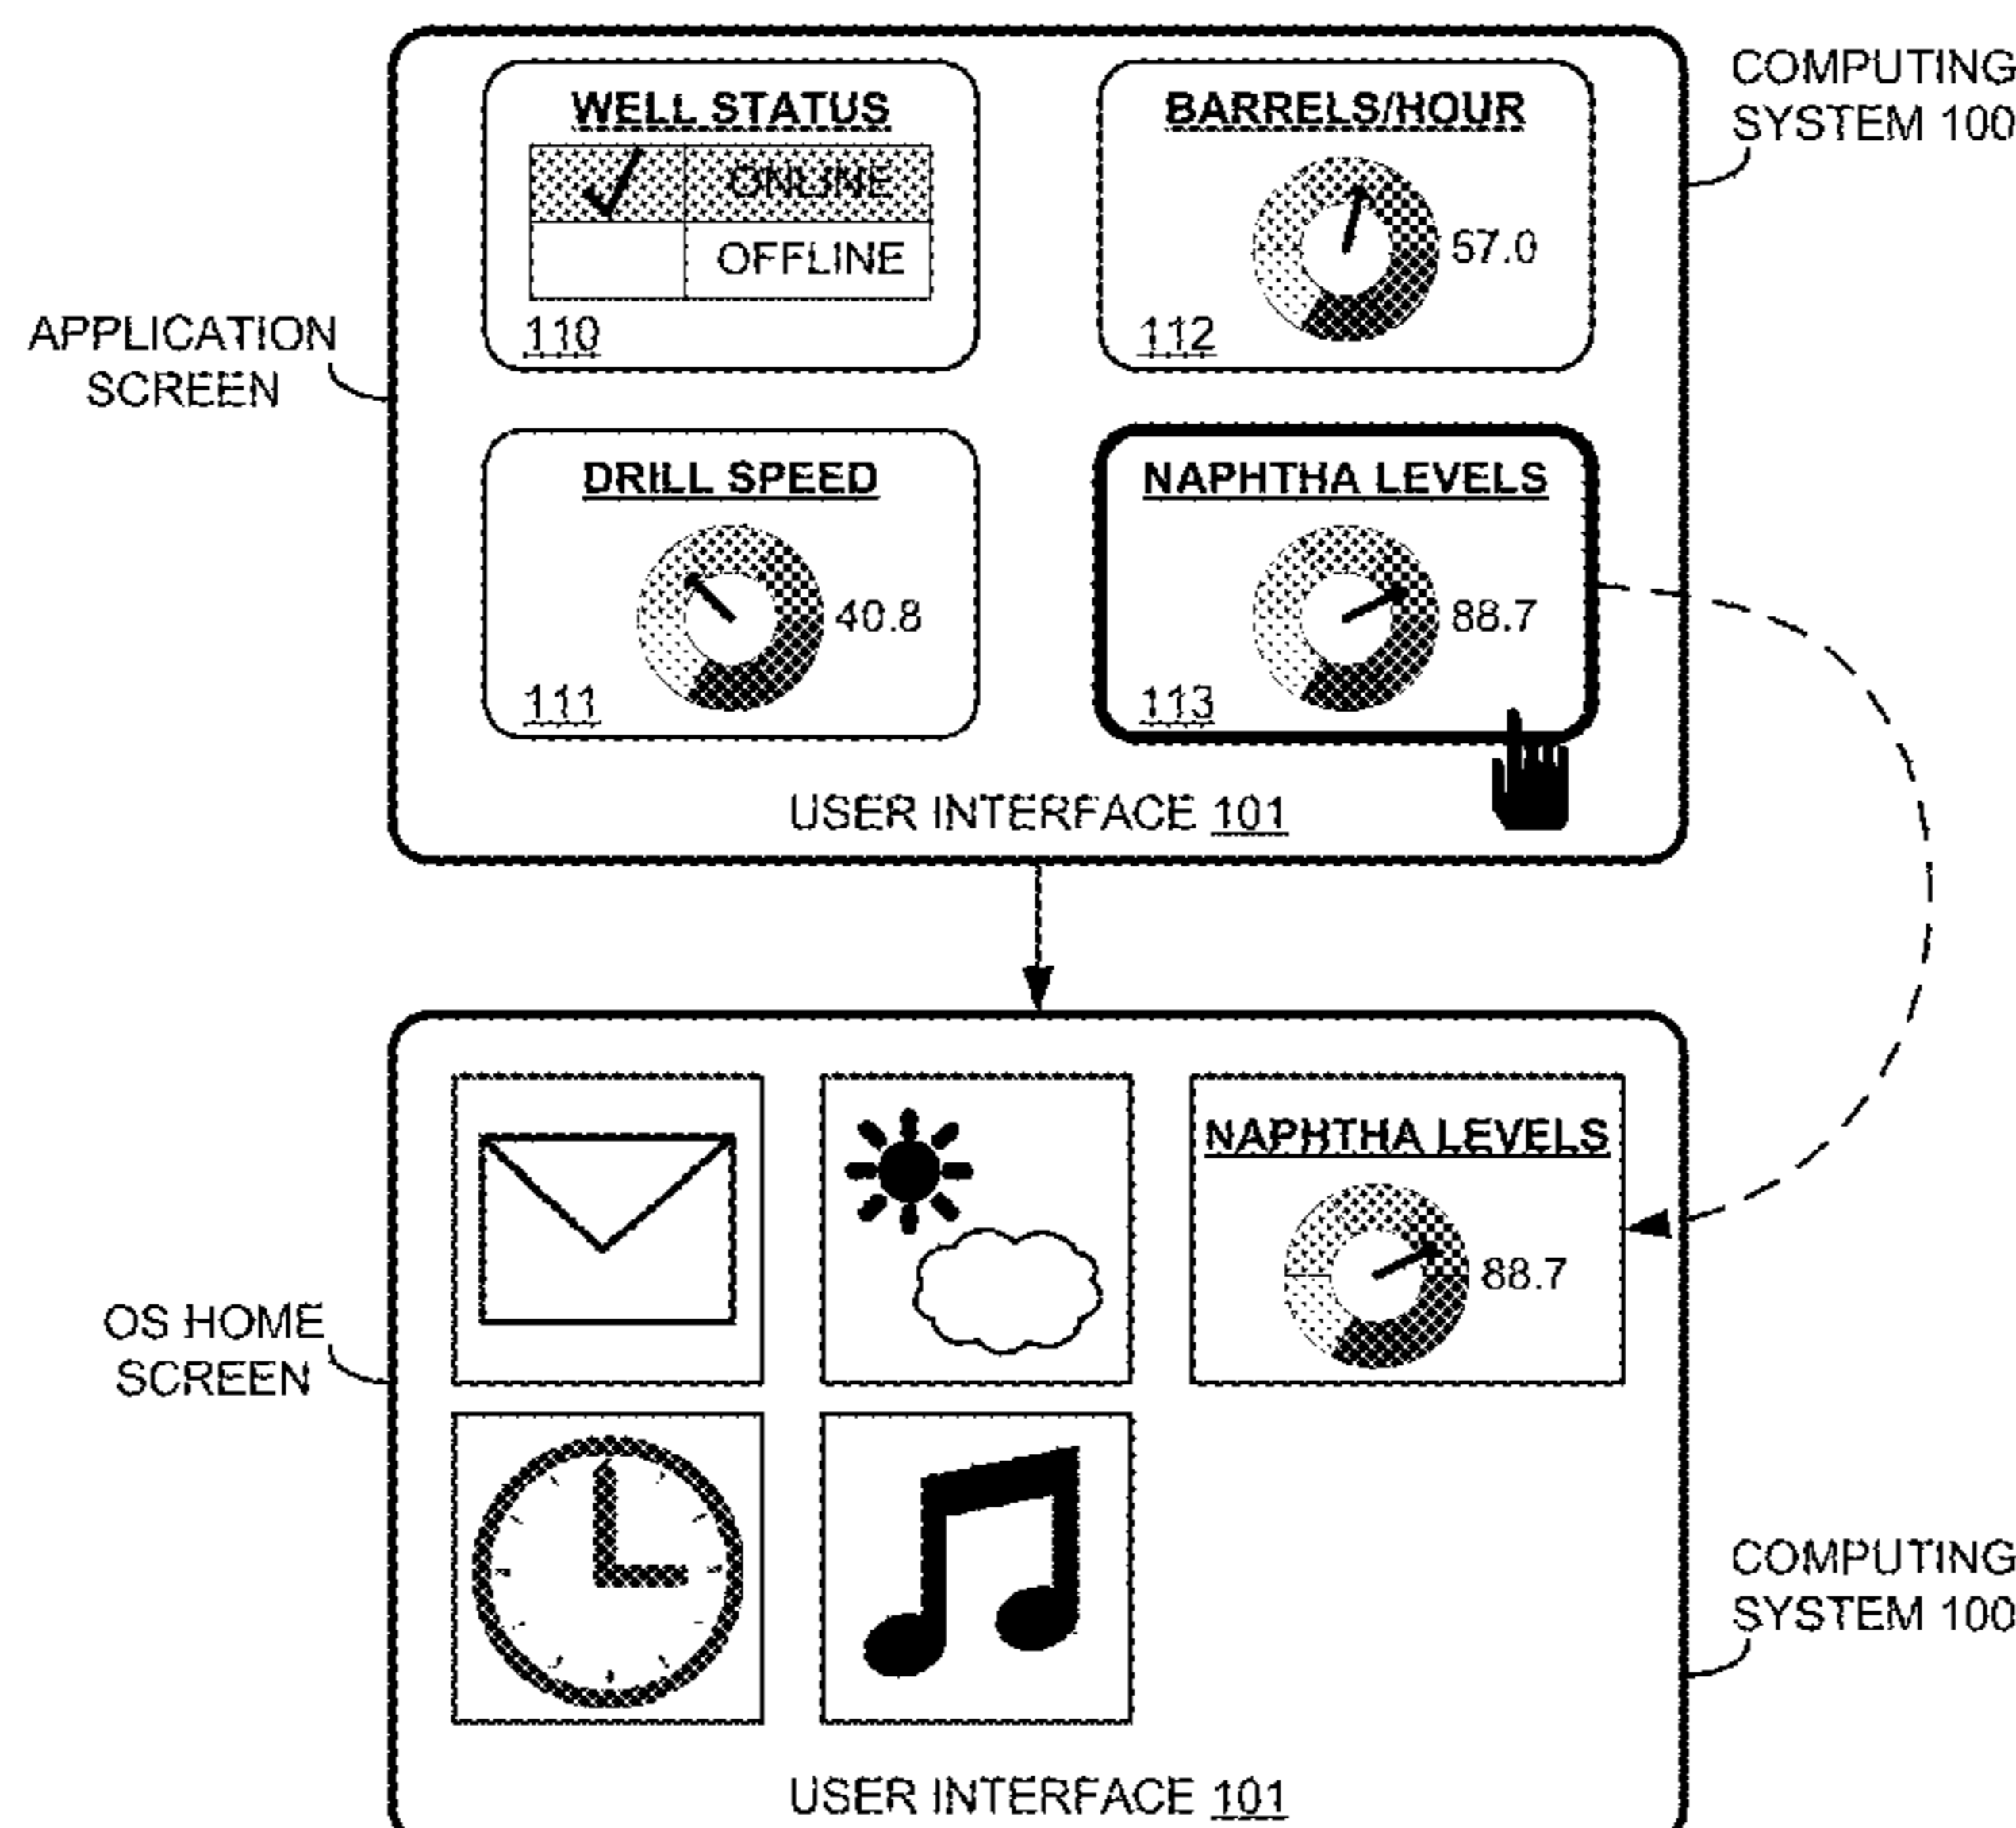 COMPUTING
SYSTEM 100
APPLICATION
SCREEN
WELL STATUS
ONLINE
OFFLINE
110
BARRELS/HOUR
57.0
112
DRILL SPEED
40.8
111
NAPHTHA LEVELS
88.7
113
USER INTERFACE 101
OS HOME
SCREEN
NAPHTHA LEVELS
88.7
COMPUTING
SYSTEM 100
USER INTERFACE 101